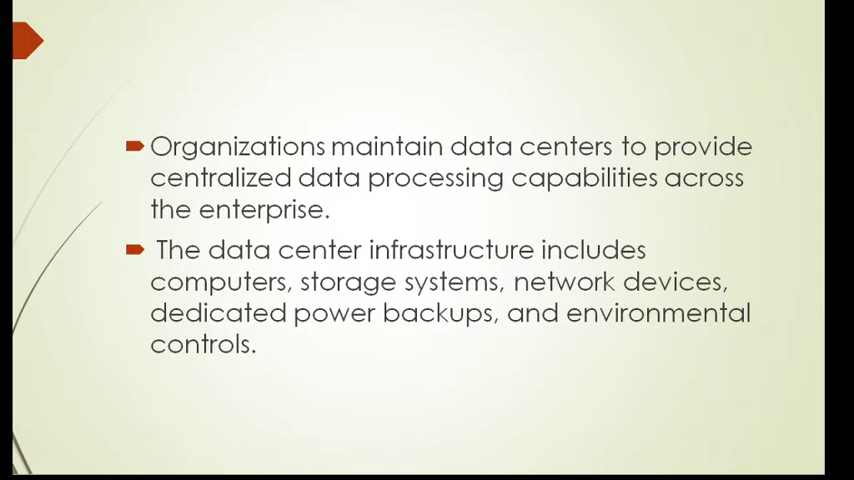 Organizations maintain data centers to provide
centralized data processing capabilities across
the enterprise.
The data center infrastructure includes
computers, storage systems, network devices,
dedicated power backups, and environmental
controls.